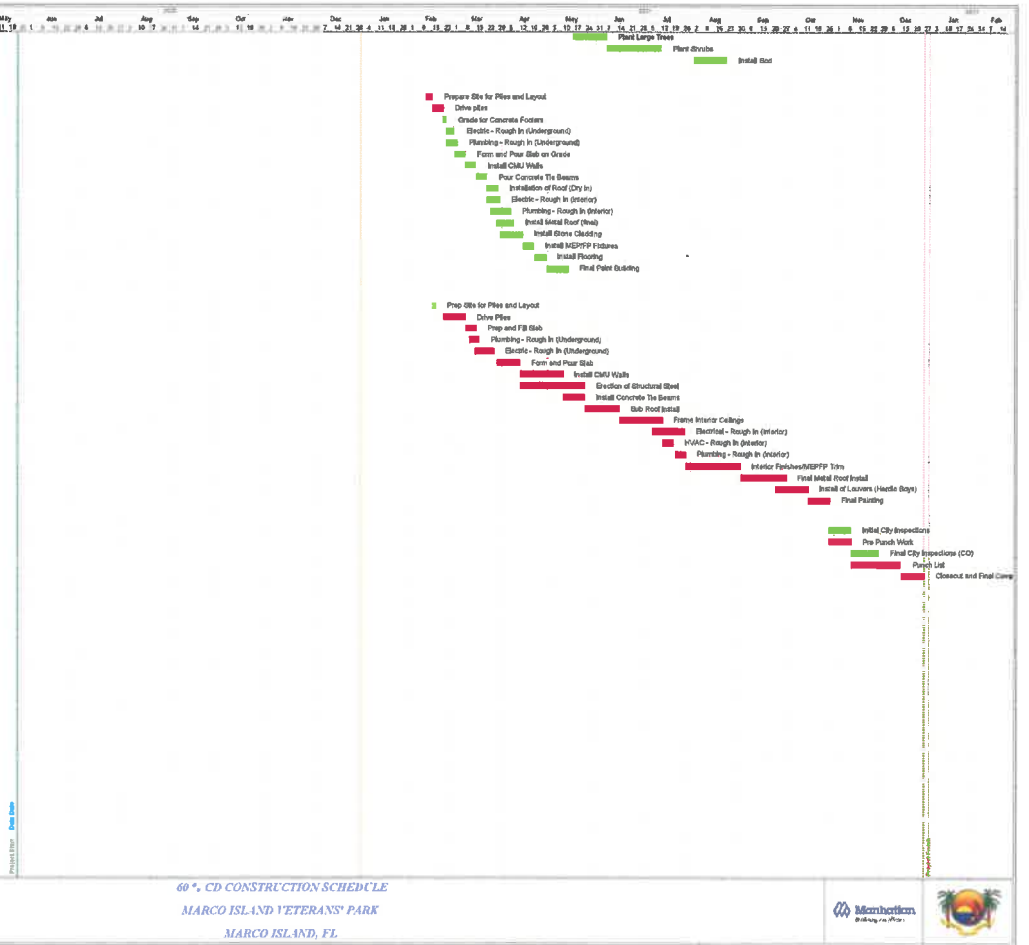 May Jun Jul Aug Sep Oct Nov Dec Jan Feb Mar Apr May Jun Jul Aug Sep Oct Nov Dec Jan Feb
Plant Large Trees
Plant Shrubs
Install Sod
Prepare Site for Piles and Layout
Drive piles
Grade for Concrete Footers
Electric - Rough In (Underground)
Plumbing - Rough In (Underground)
Form and Pour Slab on Grade
Install CMU Walls
Pour Concrete Tie Beams
Installation of Roof (Dry In)
Electric - Rough In (Interior)
Plumbing - Rough In (Interior)
Install Metal Roof (final)
Install Stone Cladding
Install MEP/FP Fixtures
Install Flooring
Final Paint Building
Prep Site for Piles and Layout
Drive Piles
Prep and Fill Slab
Plumbing - Rough In (Underground)
Electric - Rough In (Underground)
Form and Pour Slab
Install CMU Walls
Erection of Structural Steel
Install Concrete Tie Beams
Sub Roof Install
Frame Interior Ceilings
Electrical - Rough In (Interior)
HVAC - Rough In (Interior)
Plumbing - Rough In (Interior)
Interior Finishes/MEPFP Trim
Final Metal Roof Install
Install of Louvers (Hardie Boys)
Final Painting
Initial City Inspections
Pre Punch Work
Final City Inspections (CO)
Punch List
Closeout and Final Comp
Project Start
Data Date
Project Finish
60 %, CD CONSTRUCTION SCHEDULE
MARCO ISLAND VETERANS' PARK
MARCO ISLAND, FL
Manhattan